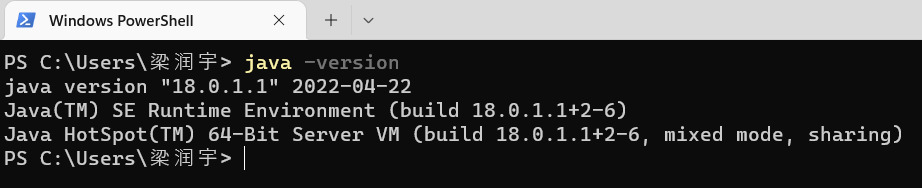 Windows PowerShell
PS C:\Users\梁润宇> java -version
java version "18.0.1.1" 2022-04-22
Java(TM) SE Runtime Environment (build 18.0.1.1+2-6)
Java HotSpot(TM) 64-Bit Server VM (build 18.0.1.1+2-6, mixed mode, sharing)
PS C:\Users\梁润宇>